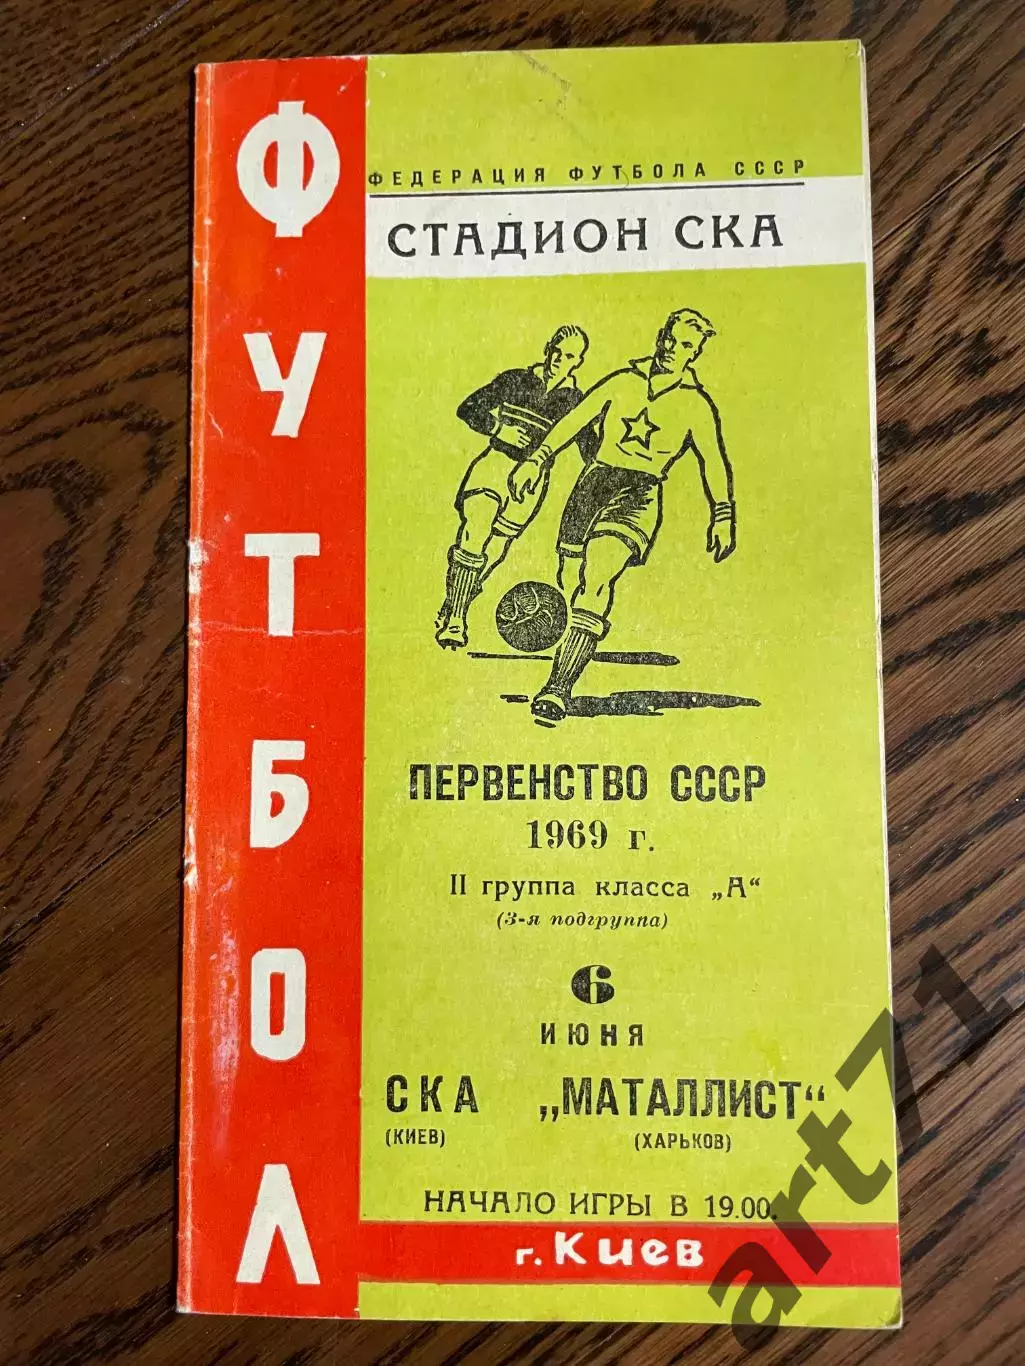 ФУТБОЛ
ФЕДЕРАЦИЯ ФУТБОЛА СССР
СТАДИОН СКА
ПЕРВЕНСТВО СССР
1969 г.
II группа класса „А“
(3-я подгруппа)
6
ИЮНЯ
СКА „МАТАЛЛИСТ“
(КИЕВ) (ХАРЬКОВ)
НАЧАЛО ИГРЫ В 19.00.
г. Киев
art71